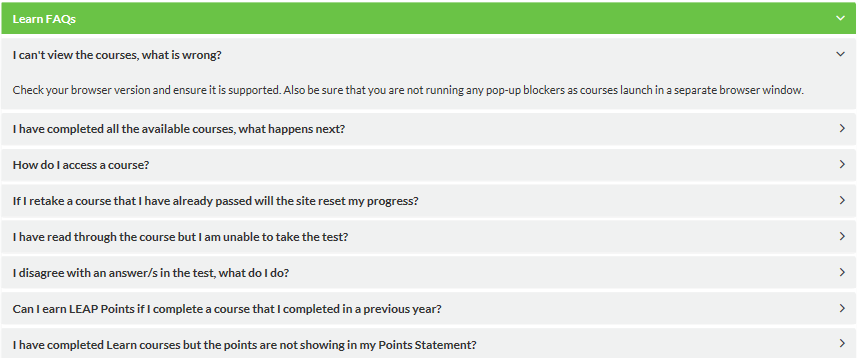 Learn FAQs
I can't view the courses, what is wrong?
Check your browser version and ensure it is supported. Also be sure that you are not running any pop-up blockers as courses launch in a separate browser window.
I have completed all the available courses, what happens next?
How do I access a course?
If I retake a course that I have already passed will the site reset my progress?
I have read through the course but I am unable to take the test?
I disagree with an answer/s in the test, what do I do?
Can I earn LEAP Points if I complete a course that I completed in a previous year?
I have completed Learn courses but the points are not showing in my Points Statement?